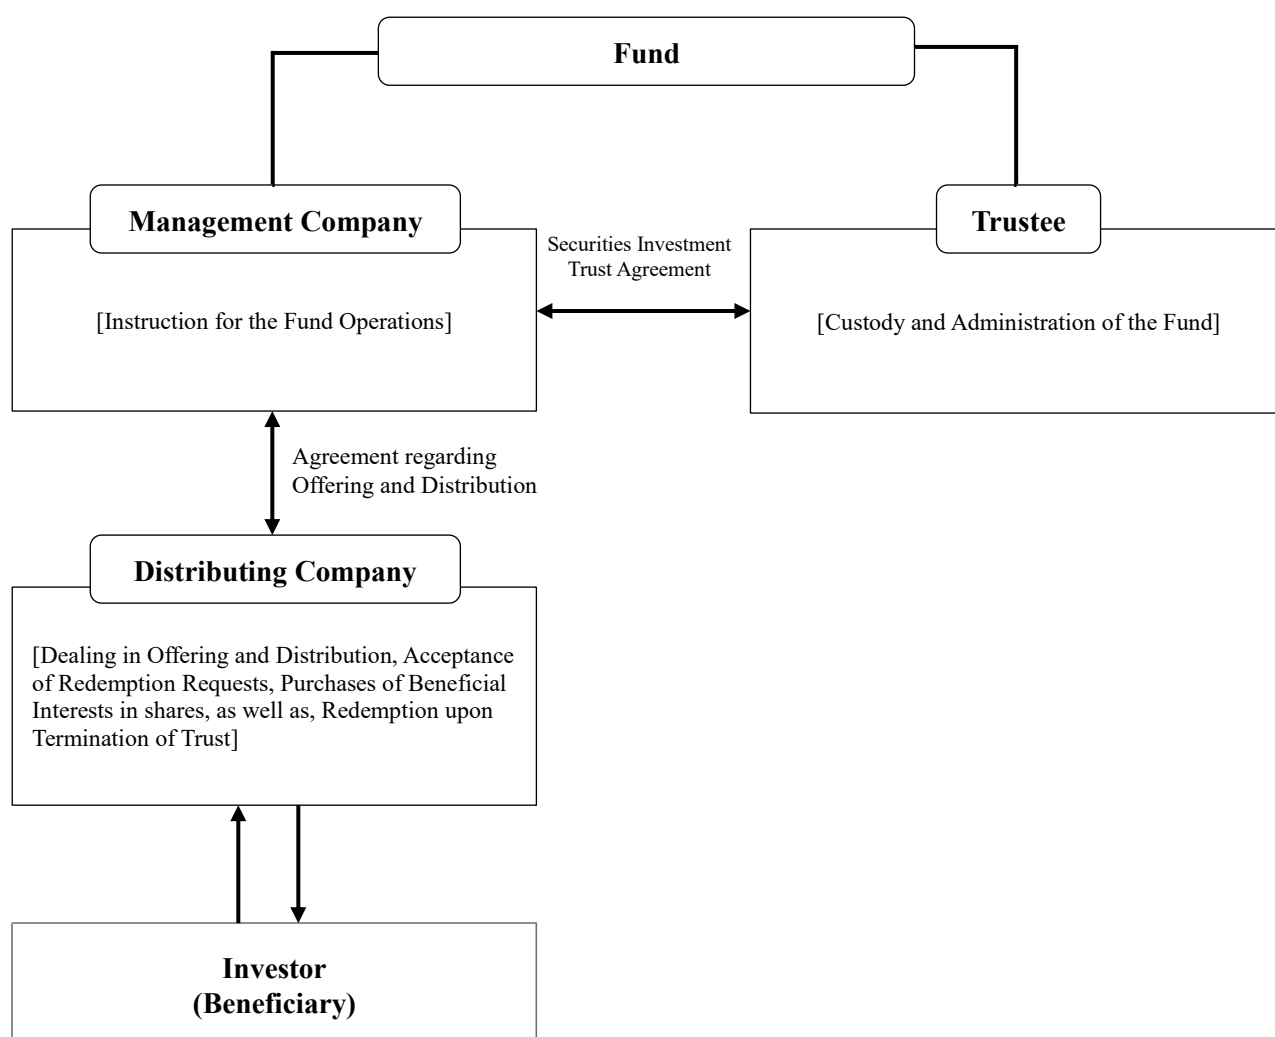 Fund
Management Company
Trustee
Securities Investment
Trust Agreement
[Instruction for the Fund Operations]
[Custody and Administration of the Fund]
Agreement regarding
Offering and Distribution
Distributing Company
[Dealing in Offering and Distribution, Acceptance
of Redemption Requests, Purchases of Beneficial
Interests in shares, as well as, Redemption upon
Termination of Trust]
Investor
(Beneficiary)